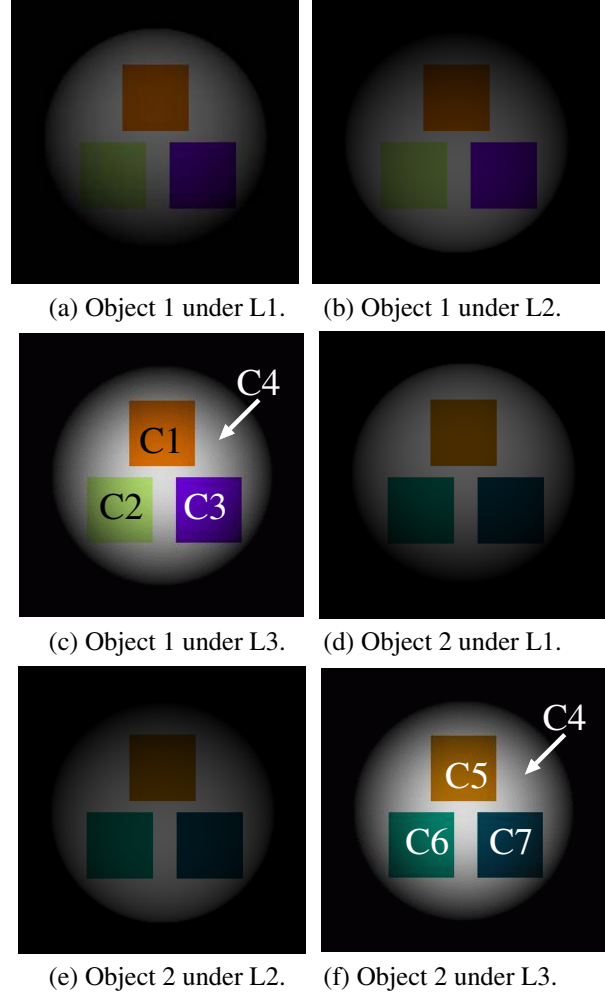 (a) Object 1 under L1.
(b) Object 1 under L2.
C4
C1
C2
C3
(c) Object 1 under L3.
(d) Object 2 under L1.
C4
C5
C6
C7
(e) Object 2 under L2.
(f) Object 2 under L3.